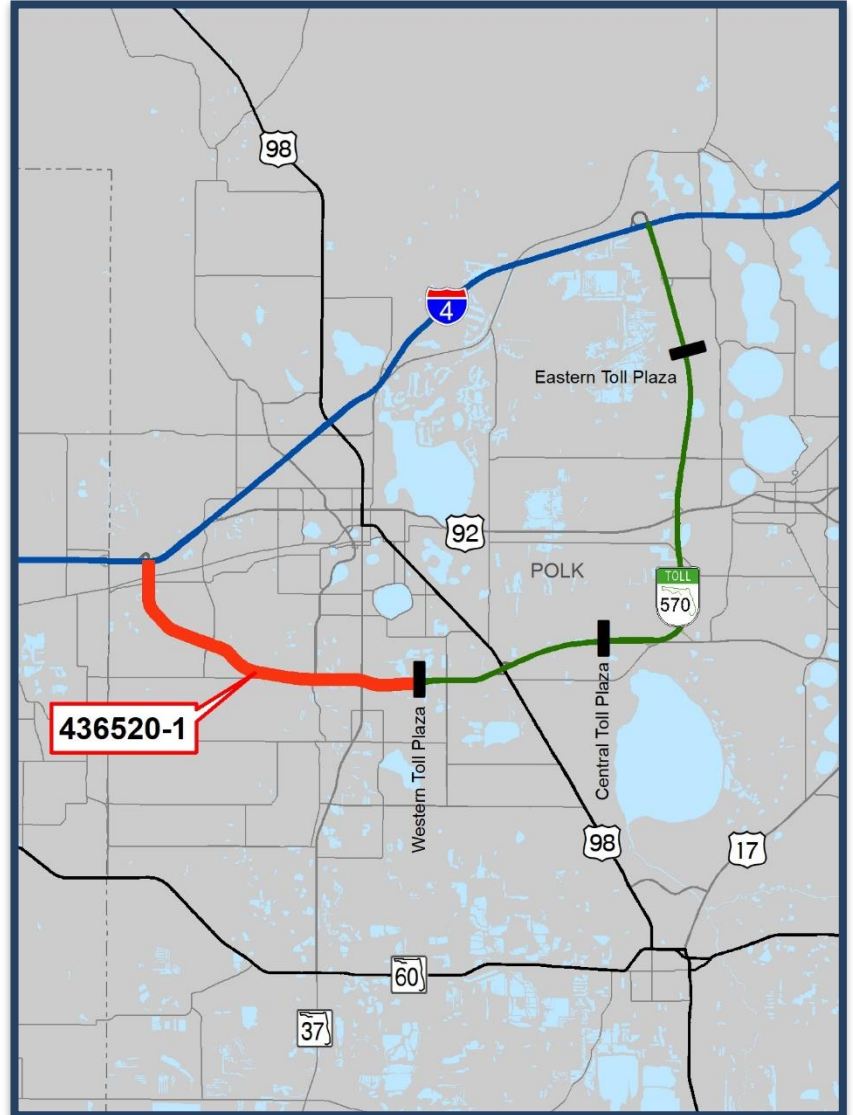 98
4
Eastern Toll Plaza
92
POLK
TOLL
570
436520-1
Western Toll Plaza
Central Toll Plaza
98
17
60
37